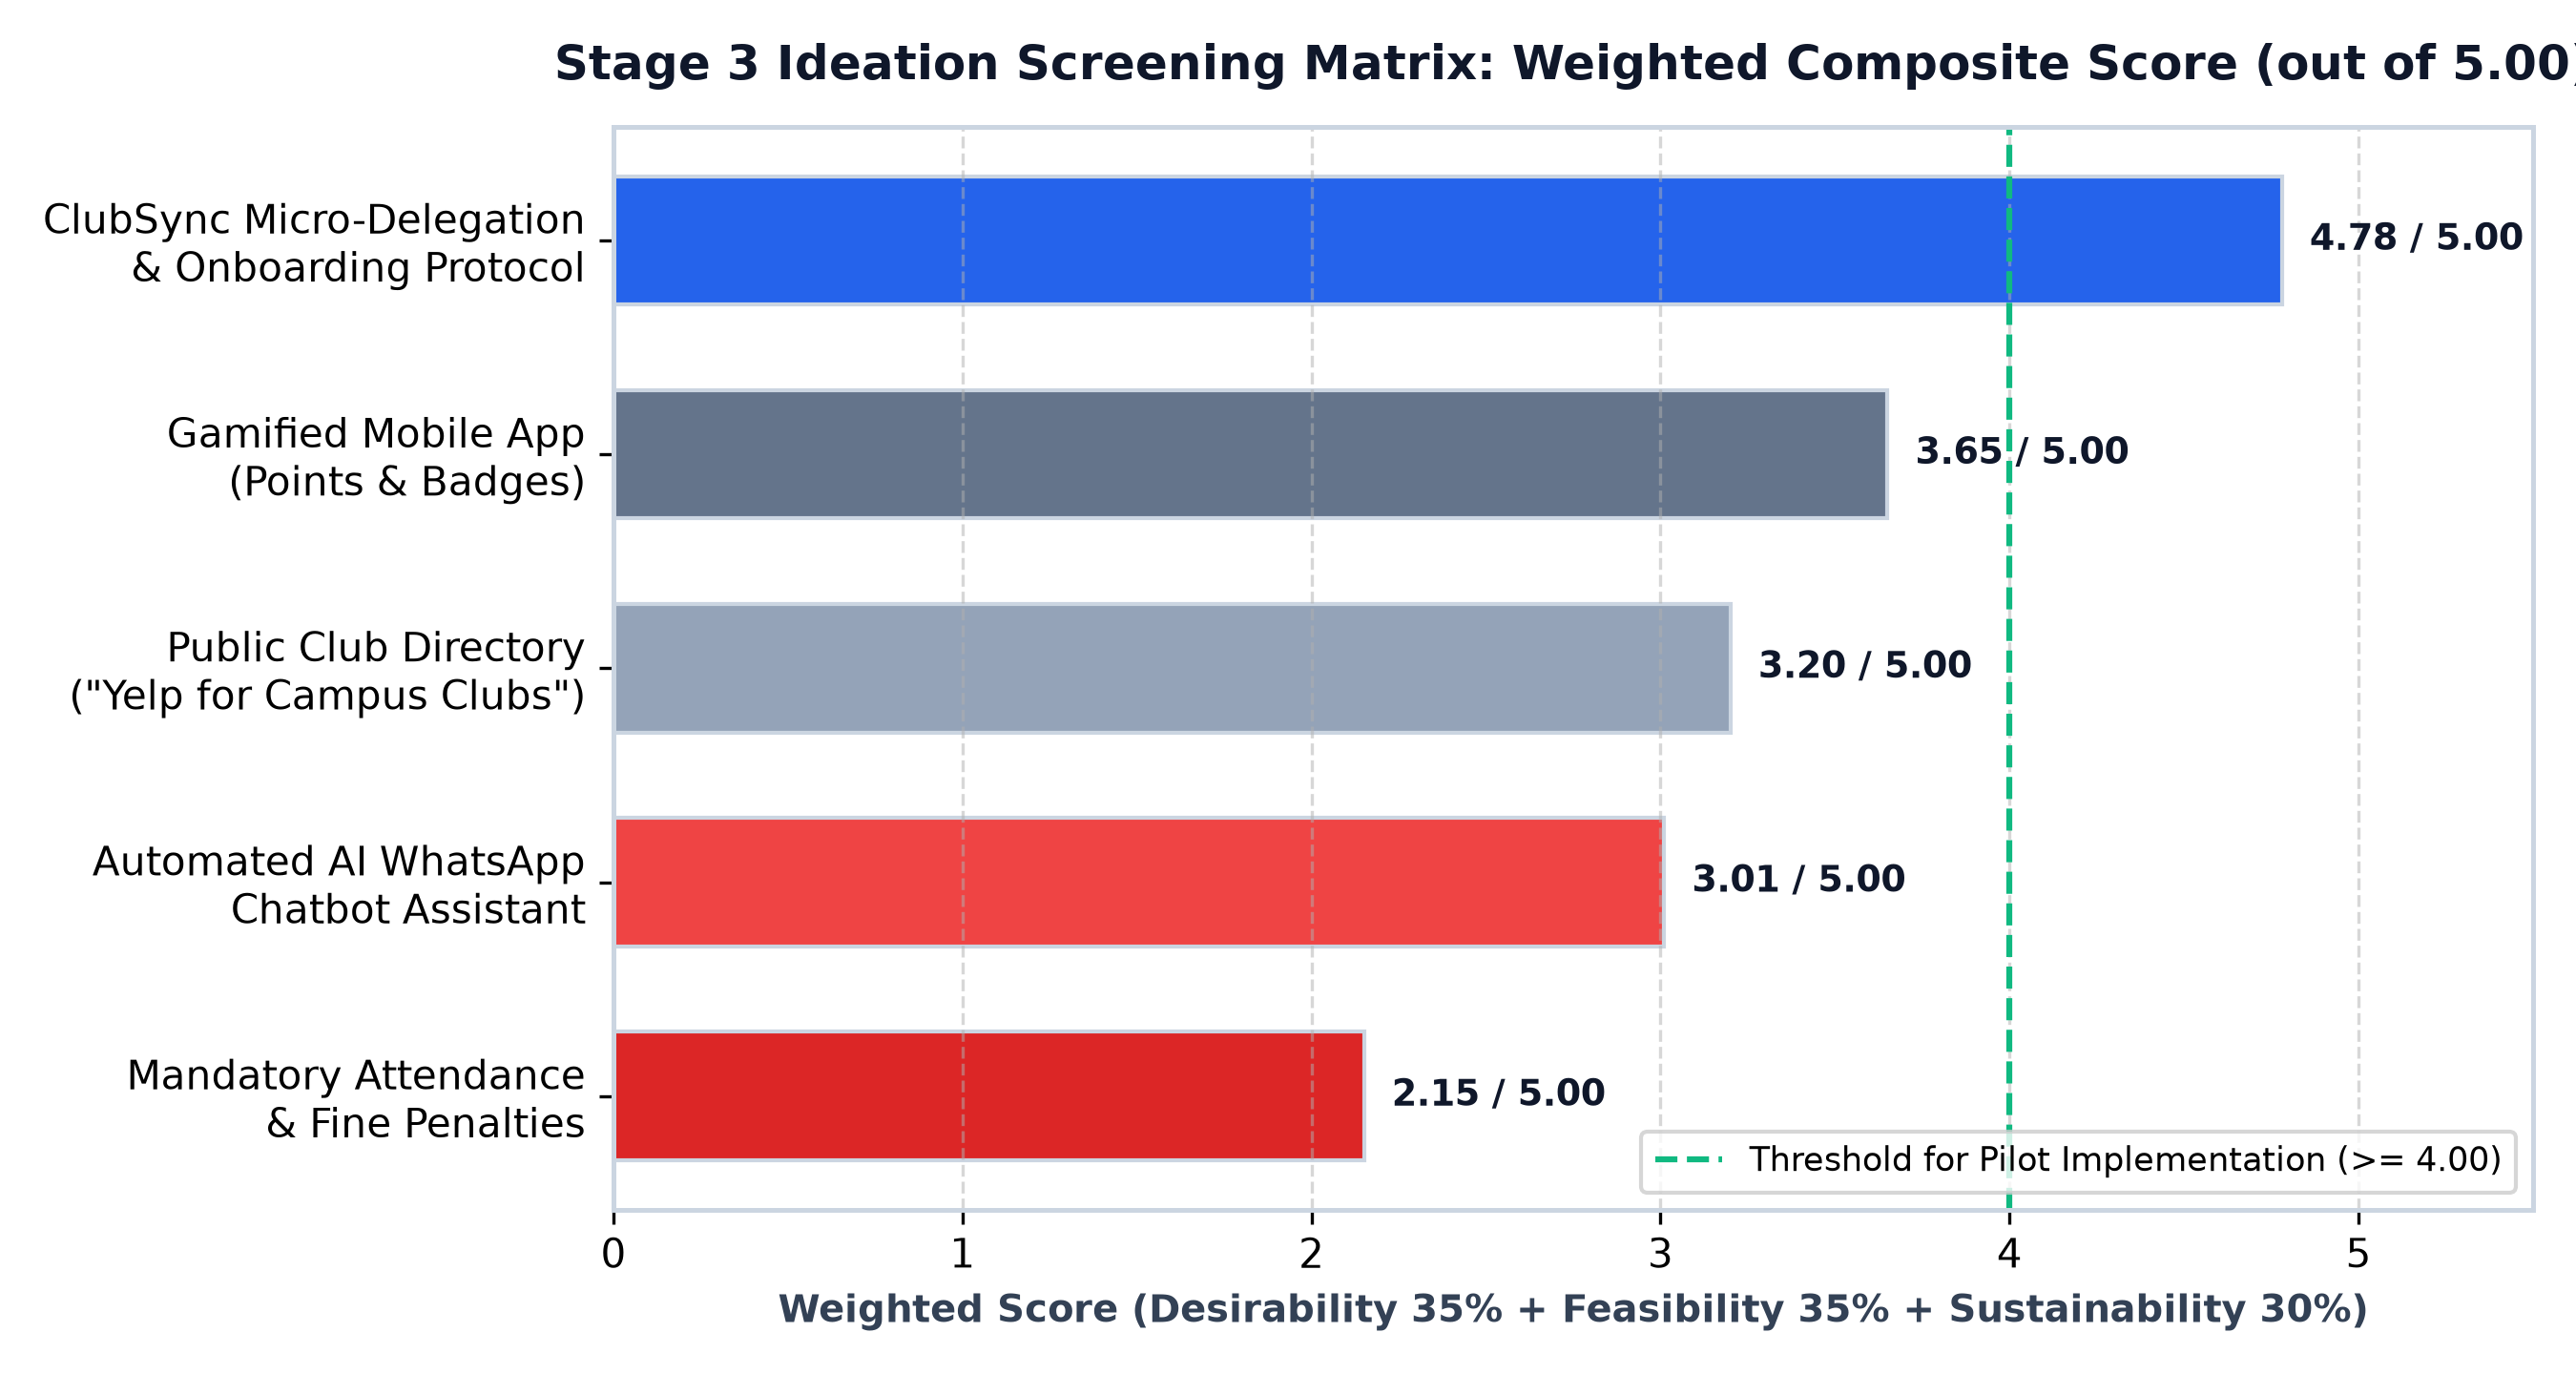 Stage 3 Ideation Screening Matrix: Weighted Composite Score (out of 5.00)
ClubSync Micro-Delegation
& Onboarding Protocol
4.78 / 5.00
Gamified Mobile App
(Points & Badges)
3.65 / 5.00
Public Club Directory
("Yelp for Campus Clubs")
3.20 / 5.00
Automated AI WhatsApp
Chatbot Assistant
3.01 / 5.00
Mandatory Attendance
& Fine Penalties
2.15 / 5.00
Threshold for Pilot Implementation (>= 4.00)
0 1 2 3 4 5
Weighted Score (Desirability 35% + Feasibility 35% + Sustainability 30%)